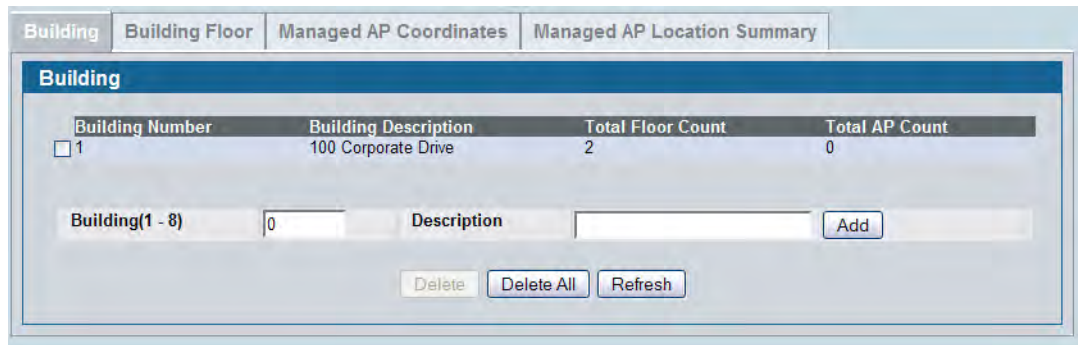 Building Building Floor Managed AP Coordinates Managed AP Location Summary
Building
Building Number Building Description Total Floor Count Total AP Count
1 100 Corporate Drive 2 0
Building(1 - 8) 0 Description Add
Delete Delete All Refresh